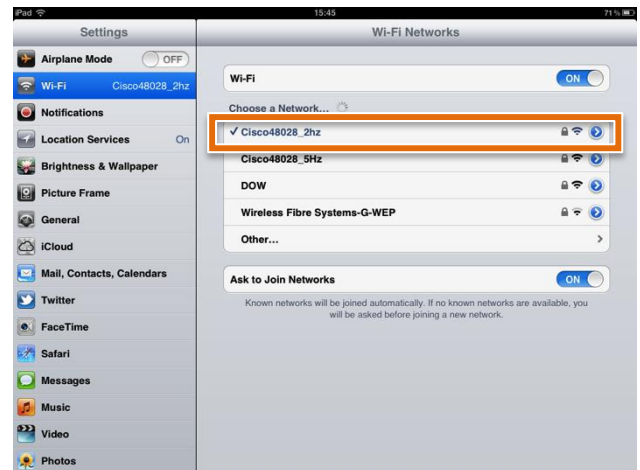 iPad 15:45 71 %
Settings
Airplane Mode OFF
Wi-Fi Cisco48028_2hz
Notifications
Location Services On
Brightness & Wallpaper
Picture Frame
General
iCloud
Mail, Contacts, Calendars
Twitter
FaceTime
Safari
Messages
Music
Video
Photos
Wi-Fi Networks
Wi-Fi ON
Choose a Network...
Cisco48028_2hz
Cisco48028_5Hz
DOW
Wireless Fibre Systems-G-WEP
Other...
Ask to Join Networks ON
Known networks will be joined automatically. If no known networks are available, you
will be asked before joining a new network.